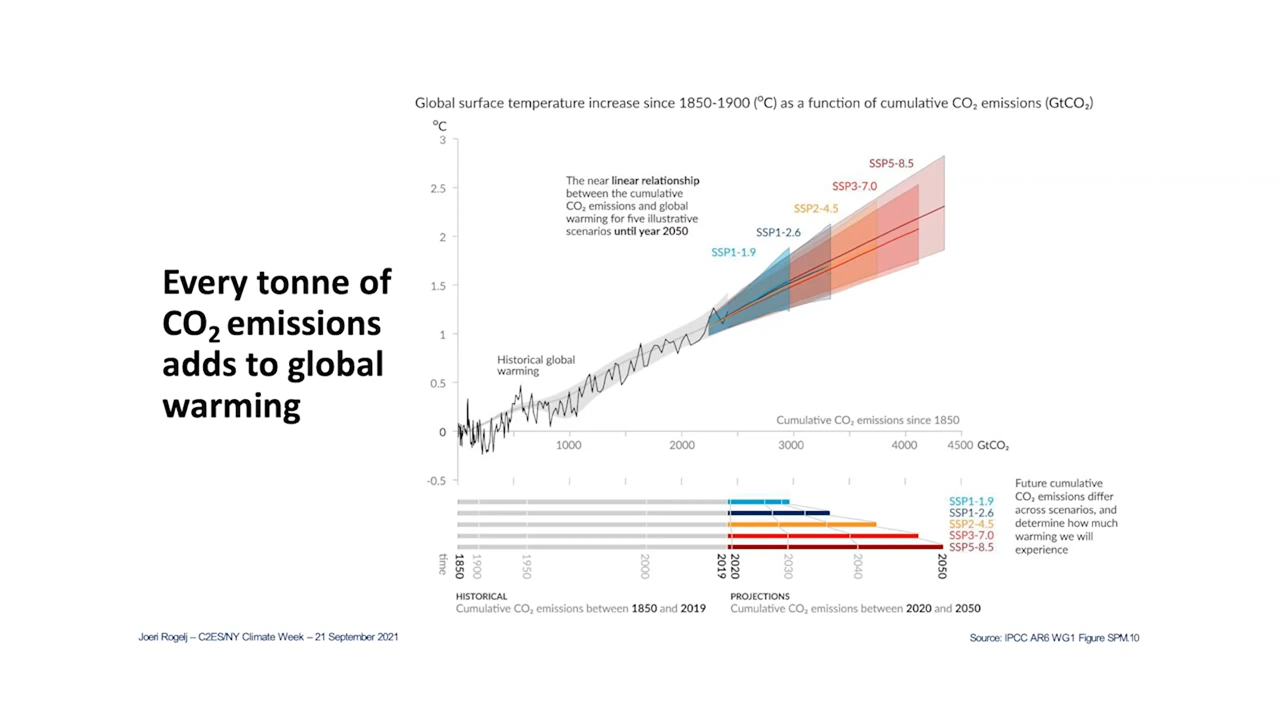 Global surface temperature increase since 1850-1900 (°C) as a function of cumulative CO₂ emissions (GtCO₂)
°C
3
2.5
2
1.5
1
0.5
0
-0.5
The near linear relationship
between the cumulative
CO₂ emissions and global
warming for five illustrative
scenarios until year 2050
SSP5-8.5
SSP3-7.0
SSP2-4.5
SSP1-2.6
SSP1-1.9
Every tonne of
CO₂ emissions
adds to global
warming
Historical global
warming
Cumulative CO₂ emissions since 1850
1000 2000 3000 4000 4500 GtCO₂
SSP1-1.9
SSP1-2.6
SSP2-4.5
SSP3-7.0
SSP5-8.5
Future cumulative
CO₂ emissions differ
across scenarios, and
determine how much
warming we will
experience
time 1850 1900 1950 2000 2019 2020 2030 2040 2050
HISTORICAL
Cumulative CO₂ emissions between 1850 and 2019
PROJECTIONS
Cumulative CO₂ emissions between 2020 and 2050
Joeri Rogelj – C2ES/NY Climate Week – 21 September 2021
Source: IPCC AR6 WG1 Figure SPM.10